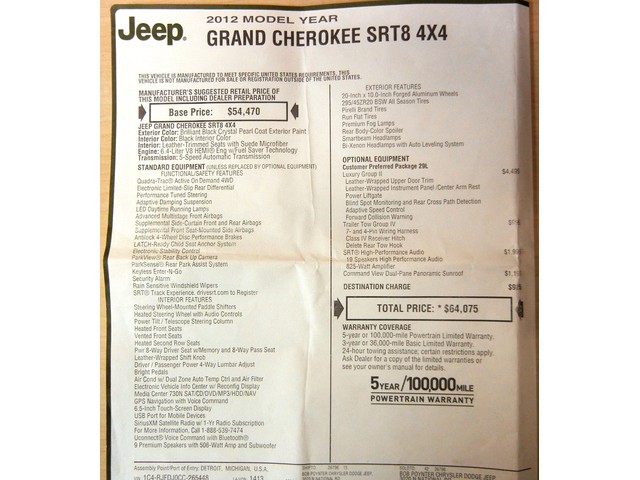 Jeep®
2012 MODEL YEAR
GRAND CHEROKEE SRT8 4X4
THIS VEHICLE IS MANUFACTURED TO MEET SPECIFIC UNITED STATES REQUIREMENTS. THIS
VEHICLE IS NOT MANUFACTURED FOR SALE OR REGISTRATION OUTSIDE OF THE UNITED STATES.
MANUFACTURER'S SUGGESTED RETAIL PRICE OF
THIS MODEL INCLUDING DEALER PREPARATION
Base Price: $54,470
JEEP GRAND CHEROKEE SRT8 4X4
Exterior Color: Brilliant Black Crystal Pearl Coat Exterior Paint
Interior Color: Black Interior Color
Interior: Leather-Trimmed Seats with Suede Microfiber
Engine: 6.4-Liter V8 HEMI® Eng w/Fuel Saver Technology
Transmission: 5-Speed Automatic Transmission
STANDARD EQUIPMENT (UNLESS REPLACED BY OPTIONAL EQUIPMENT)
FUNCTIONAL/SAFETY FEATURES
Quadra/Trac® Active On Demand 4WD
Electronic Limited-Slip Rear Differential
Performance Tuned Steering
Adaptive Damping Suspension
LED Daytime Running Lamps
Advanced Multistage Front Airbags
Supplemental Side-Curtain Front and Rear Airbags
Supplemental Front Seat-Mounted Side Airbags
Antilock 4-Wheel Disc Performance Brakes
LATCH-Ready Child Seat Anchor System
Electronic Stability Control
ParkView® Rear Back Up Camera
ParkSense® Rear Park Assist System
Keyless Enter-N-Go
Security Alarm
Rain Sensitive Windshield Wipers
SRT® Track Experience, drivesrt.com to Register
INTERIOR FEATURES
Steering Wheel-Mounted Paddle Shifters
Heated Steering Wheel with Audio Controls
Power Tilt / Telescope Steering Column
Heated Front Seats
Vented Front Seats
Heated Second Row Seats
Pwr 8-Way Driver Seat w/Memory and 8-Way Pass Seat
Leather-Wrapped Shift Knob
Driver / Passenger Power 4-Way Lumbar Adjust
Bright Pedals
Air Cond w/ Dual Zone Auto Temp Ctrl and Air Filter
Electronic Vehicle Info Center w/ Reconfig Display
Media Center 730N SAT/CD/DVD/MP3/HDD/NAV
GPS Navigation with Voice Command
6.5-Inch Touch-Screen Display
USB Port for Mobile Devices
SiriusXM Satellite Radio w/ 1-Yr Radio Subscription
For More Information, Call 1-888-539-7474
Uconnect® Voice Command with Bluetooth®
9 Premium Speakers with 506-Watt Amp and Subwoofer
EXTERIOR FEATURES
20-Inch x 10.0-Inch Forged Aluminum Wheels
295/45ZR20 BSW All Season Tires
Pirelli Brand Tires
Run Flat Tires
Premium Fog Lamps
Rear Body-Color Spoiler
Smartbeam Headlamps
Bi-Xenon Headlamps with Auto Leveling System
OPTIONAL EQUIPMENT
Customer Preferred Package 29L
Luxury Group II
Leather-Wrapped Upper Door Trim
Leather-Wrapped Instrument Panel /Center Arm Rest
Power Liftgate
Blind Spot Monitoring and Rear Cross Path Detection
Adaptive Speed Control
Forward Collision Warning
Trailer Tow Group IV
7- and 4-Pin Wiring Harness
Class IV Receiver Hitch
Delete Rear Tow Hook
SRT® High-Performance Audio
19 Speakers High Performance Audio
825-Watt Amplifier
Command View Dual-Pane Panoramic Sunroof
DESTINATION CHARGE
TOTAL PRICE: * $64,075
WARRANTY COVERAGE
5-year or 100,000-mile Powertrain Limited Warranty.
3-year or 36,000-mile Basic Limited Warranty.
24-hour towing assistance; certain restrictions apply.
Ask Dealer for a copy of the limited warranties or
see your owner's manual for details.
5 YEAR/100,000 MILE
POWERTRAIN WARRANTY
Assembly Point/Port of Entry: DETROIT, MICHIGAN, U.S.A.
BOB POYNTER CHRYSLER DODGE JEEP,
BOB POYNTER CHRYSLER DODGE JEEP